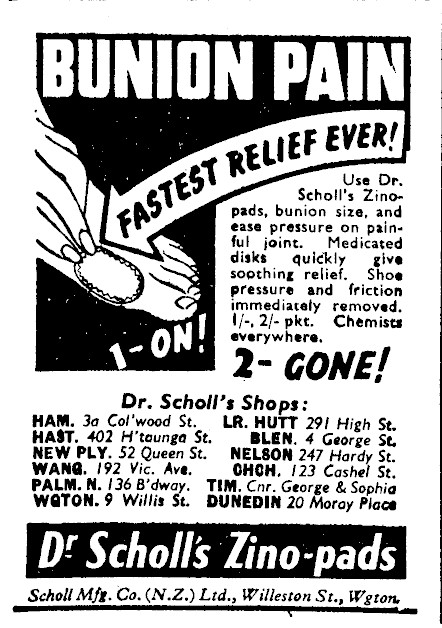 BUNION PAIN
FASTEST RELIEF EVER!
Use Dr.
Scholl's Zino-
pads, bunion size, and
ease pressure on pain-
ful joint. Medicated
disks quickly give
soothing relief. Shoe
pressure and friction
immediately removed.
1/-, 2/- pkt. Chemists
everywhere.
1-ON!
2- GONE!
Dr. Scholl's Shops:
HAM. 3a Col'wood St. LR. HUTT 291 High St.
HAST. 402 H'taunga St. BLEN. 4 George St.
NEW PLY. 52 Queen St. NELSON 247 Hardy St.
WANG. 192 Vic. Ave. CHCH. 123 Cashel St.
PALM. N. 136 B'dway. TIM. Cnr. George & Sophia
WGTON. 9 Willis St. DUNEDIN 20 Moray Place
Dr Scholl's Zino-pads
Scholl Mfg. Co. (N.Z.) Ltd., Willeston St., Wgton.